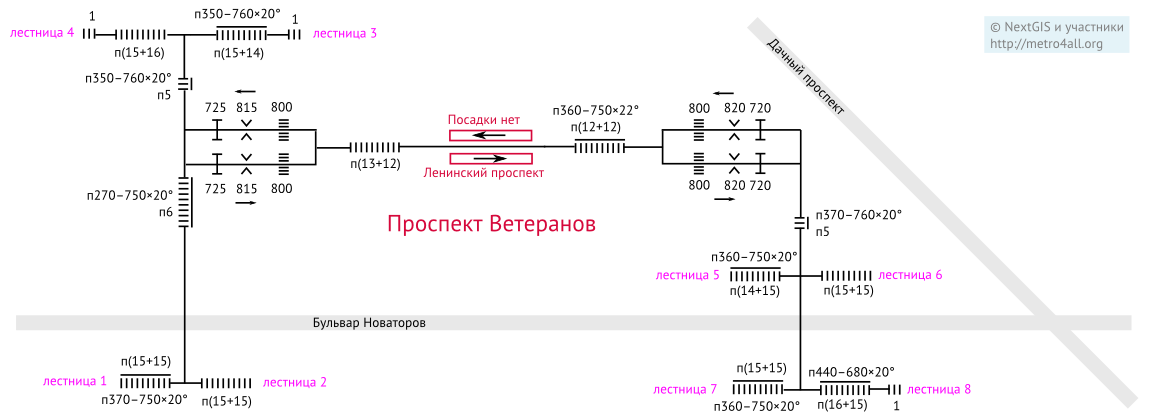 1
п350–760×20°
1
лестница 4
лестница 3
п(15+16)
п(15+14)
© NextGIS и участники
http://metro4all.org
Дачный проспект
п350–760×20°
п5
725 815 800
Посадки нет
п360–750×22°
п(12+12)
800 820 720
п(13+12)
Ленинский проспект
п270–750×20°
п6
725 815 800
800 820 720
Проспект Ветеранов
п370–760×20°
п5
п360–750×20°
лестница 5
лестница 6
п(14+15)
п(15+15)
Бульвар Новаторов
п(15+15)
лестница 1
лестница 2
п370–750×20°
п(15+15)
п(15+15)
п440–680×20°
лестница 7
лестница 8
п360–750×20°
п(16+15)
1